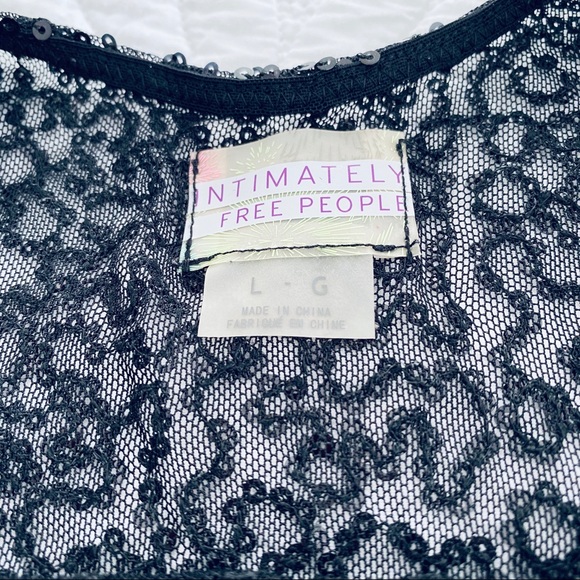 INTIMATELY
FREE PEOPLE
L - G
MADE IN CHINA
FABRIQUÉ EN CHINE